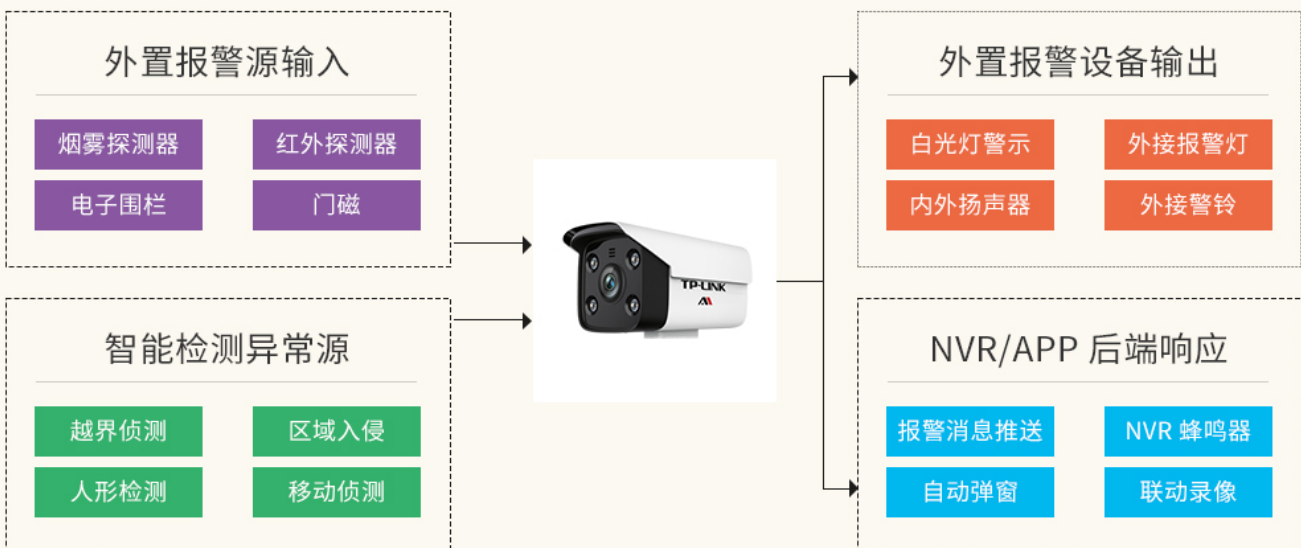 外置报警源输入
烟雾探测器
红外探测器
电子围栏
门磁
智能检测异常源
越界侦测
区域入侵
人形检测
移动侦测
TP-LINK
外置报警设备输出
白光灯警示
外接报警灯
内外扬声器
外接警铃
NVR/APP 后端响应
报警消息推送
NVR 蜂鸣器
自动弹窗
联动录像